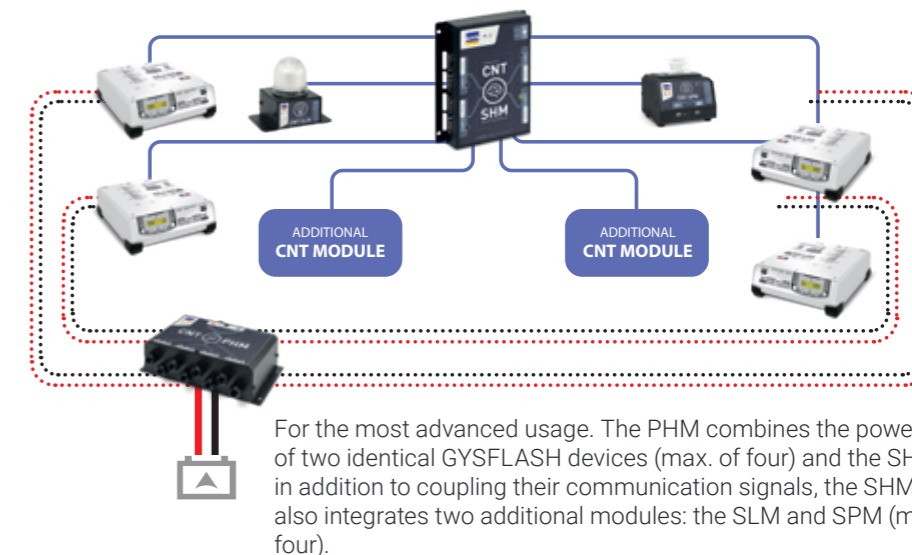 CNT
SHM
ADDITIONAL
CNT MODULE
ADDITIONAL
CNT MODULE
CNT PHM
For the most advanced usage. The PHM combines the powe
of two identical GYSFLASH devices (max. of four) and the SH
in addition to coupling their communication signals, the SHM
also integrates two additional modules: the SLM and SPM (m
four).